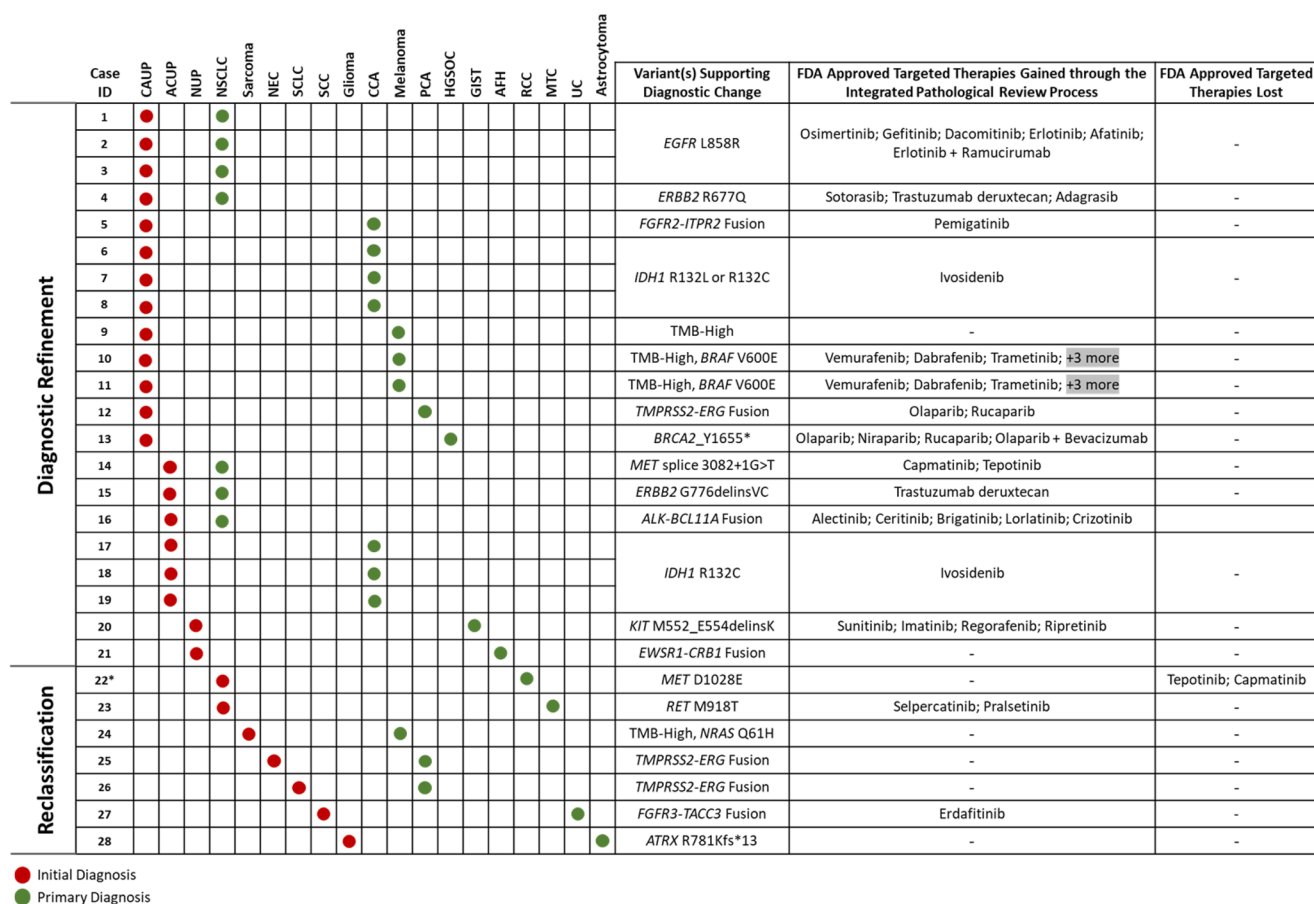 Case ID CAUP ACUP NUP NSCLC Sarcoma NEC SCLC SCC Glioma CCA Melanoma PCA HGSOC GIST AFH RCC MTC UC Astrocytoma Variant(s) Supporting Diagnostic Change FDA Approved Targeted Therapies Gained through the Integrated Pathological Review Process FDA Approved Targeted Therapies Lost
Diagnostic Refinement
1
2 EGFR L858R Osimertinib; Gefitinib; Dacomitinib; Erlotinib; Afatinib; Erlotinib + Ramucirumab -
3
4 ERBB2 R677Q Sotorasib; Trastuzumab deruxtecan; Adagrasib -
5 FGFR2-ITPR2 Fusion Pemigatinib -
6
7 IDH1 R132L or R132C Ivosidenib -
8
9 TMB-High - -
10 TMB-High, BRAF V600E Vemurafenib; Dabrafenib; Trametinib; +3 more -
11 TMB-High, BRAF V600E Vemurafenib; Dabrafenib; Trametinib; +3 more -
12 TMPRSS2-ERG Fusion Olaparib; Rucaparib -
13 BRCA2_Y1655* Olaparib; Niraparib; Rucaparib; Olaparib + Bevacizumab -
14 MET splice 3082+1G>T Capmatinib; Tepotinib -
15 ERBB2 G776delinsVC Trastuzumab deruxtecan -
16 ALK-BCL11A Fusion Alectinib; Ceritinib; Brigatinib; Lorlatinib; Crizotinib
17
18 IDH1 R132C Ivosidenib -
19
20 KIT M552_E554delinsK Sunitinib; Imatinib; Regorafenib; Ripretinib -
21 EWSR1-CRB1 Fusion - -
Reclassification
22* MET D1028E - Tepotinib; Capmatinib
23 RET M918T Selpercatinib; Pralsetinib -
24 TMB-High, NRAS Q61H - -
25 TMPRSS2-ERG Fusion - -
26 TMPRSS2-ERG Fusion - -
27 FGFR3-TACC3 Fusion Erdafitinib -
28 ATRX R781Kfs*13 - -
Initial Diagnosis
Primary Diagnosis